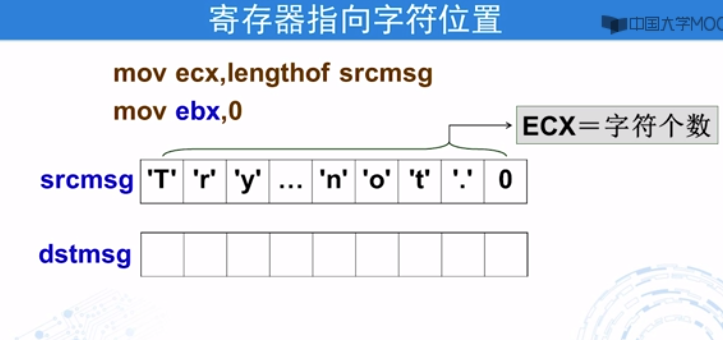 寄存器指向字符位置
中国大学MOO
mov ecx,lengthof srcmsg
mov ebx,0
ECX＝字符个数
srcmsg 'T' 'r' 'y' … 'n' 'o' 't' '.' 0
dstmsg